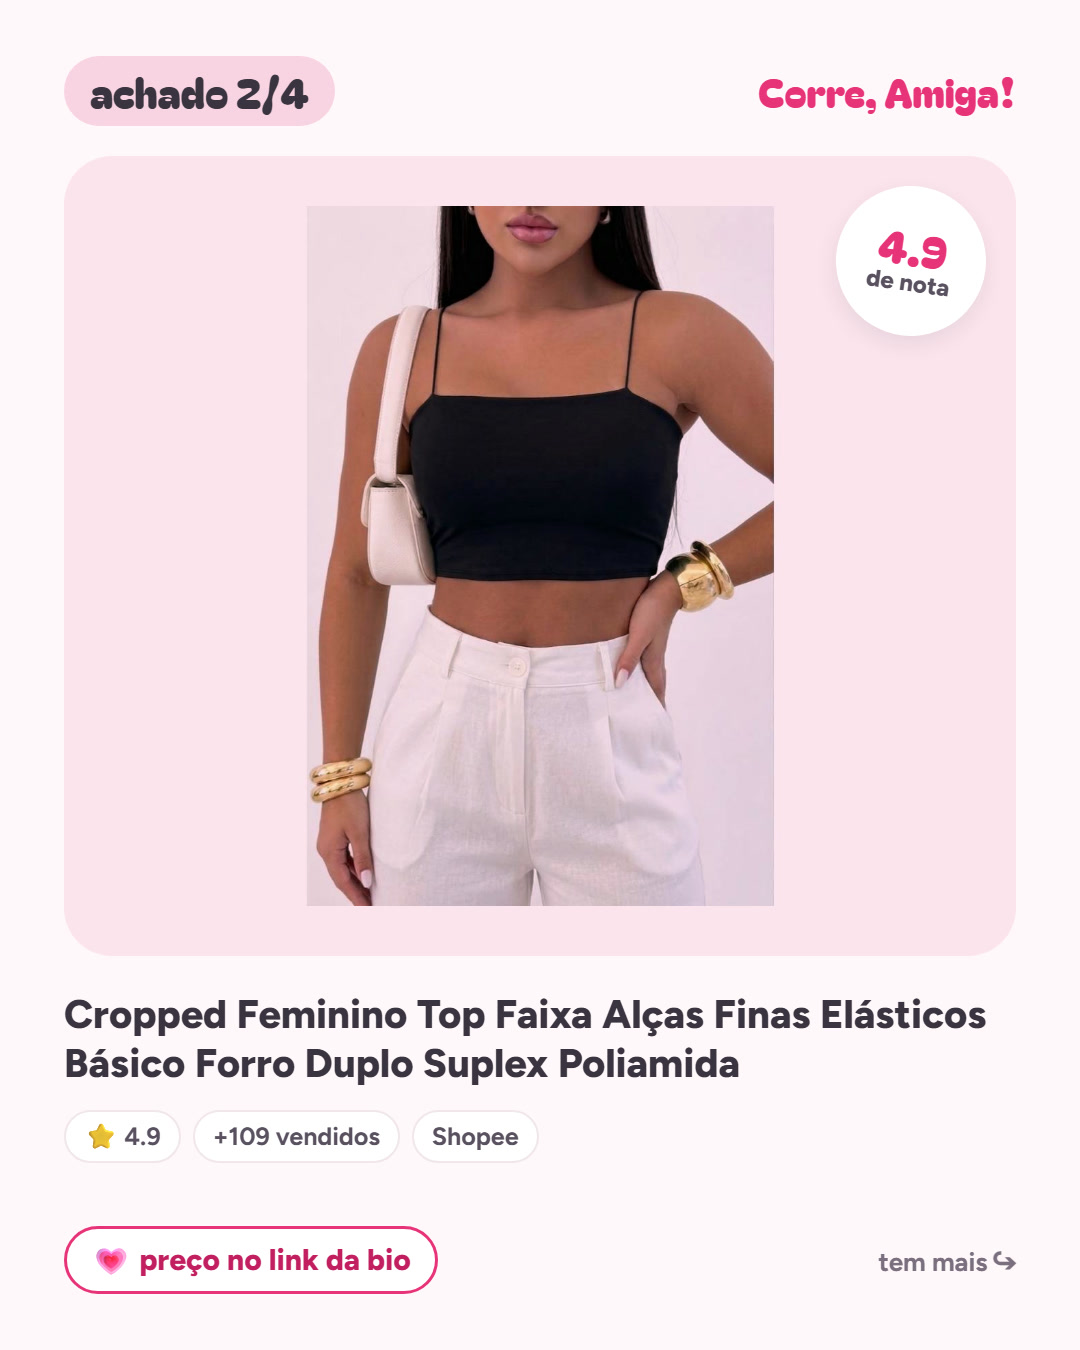 achado 2/4
Corre, Amiga!
4.9
de nota
Cropped Feminino Top Faixa Alças Finas Elásticos
Básico Forro Duplo Suplex Poliamida
⭐ 4.9
+109 vendidos
Shopee
💗 preço no link da bio
tem mais ↪